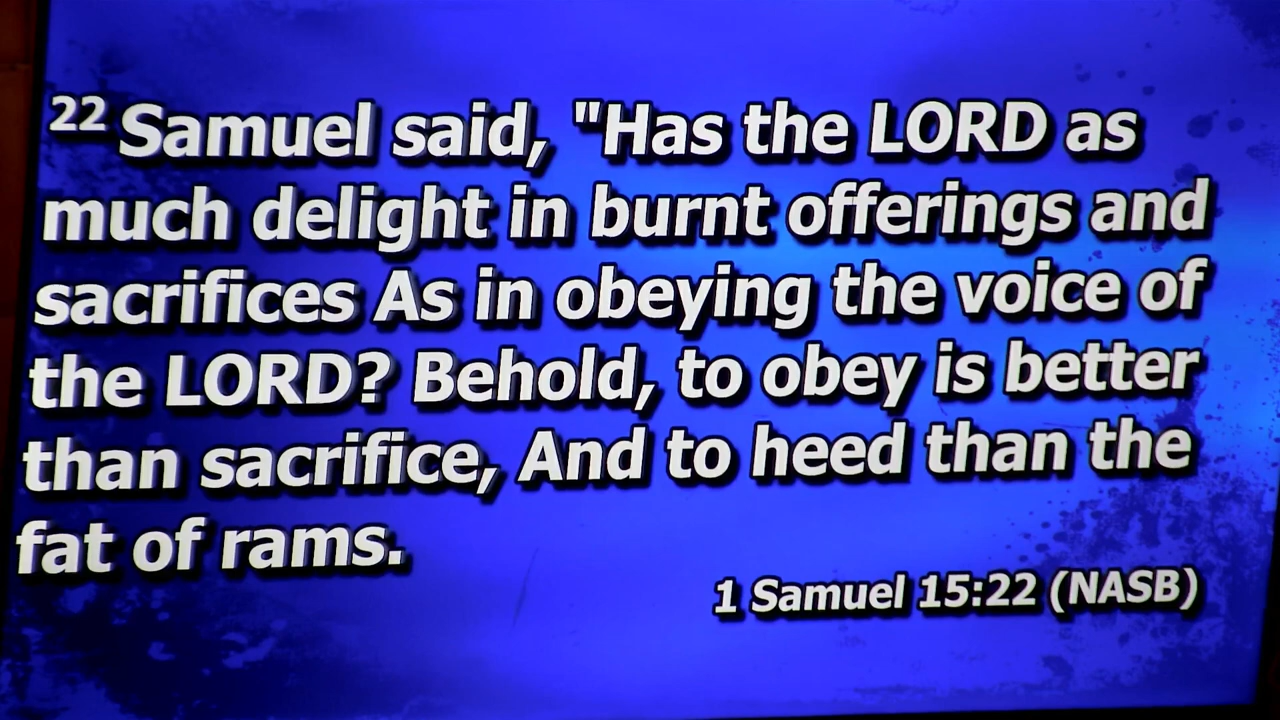 22 Samuel said, "Has the LORD as
much delight in burnt offerings and
sacrifices As in obeying the voice of
the LORD? Behold, to obey is better
than sacrifice, And to heed than the
fat of rams.
1 Samuel 15:22 (NASB)